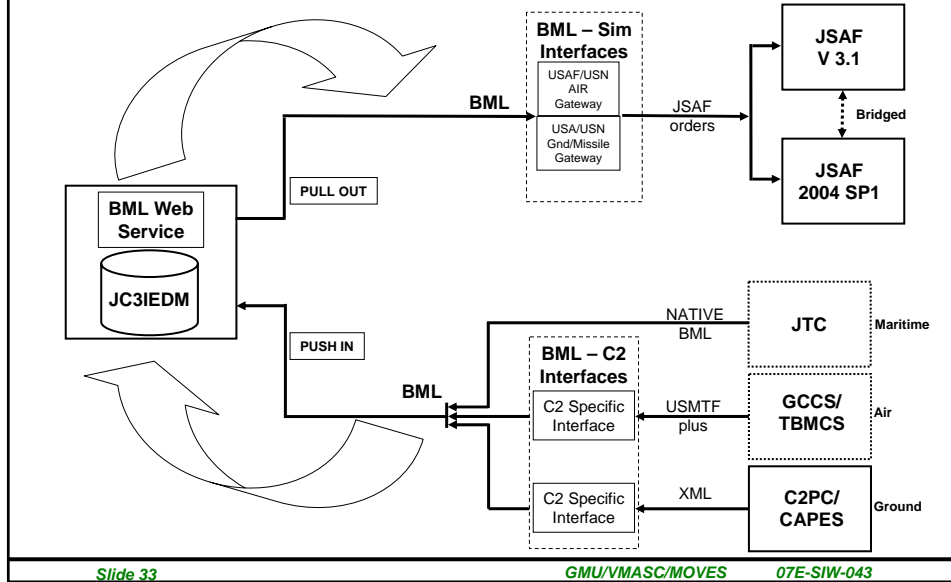 BML – Sim
Interfaces
USAF/USN
AIR
Gateway
USA/USN
Gnd/Missile
Gateway
BML
JSAF
orders
JSAF
V 3.1
Bridged
JSAF
2004 SP1
PULL OUT
BML Web
Service
JC3IEDM
PUSH IN
BML
NATIVE
BML
JTC
Maritime
BML – C2
Interfaces
C2 Specific
Interface
USMTF
plus
GCCS/
TBMCS
Air
C2 Specific
Interface
XML
C2PC/
CAPES
Ground
Slide 33
GMU/VMASC/MOVES
07E-SIW-043